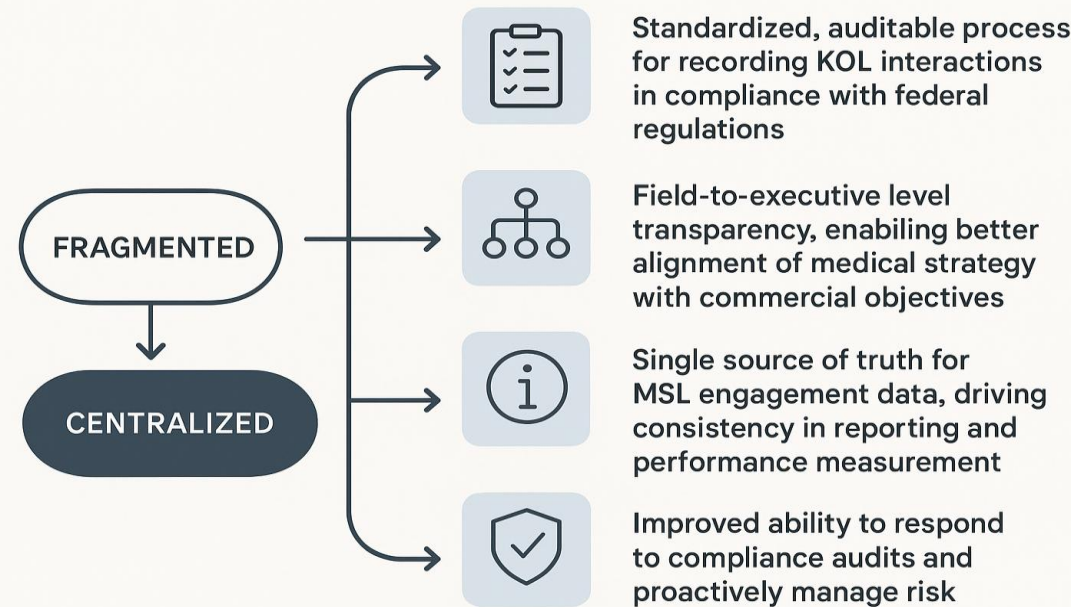 FRAGMENTED
CENTRALIZED
Standardized, auditable process
for recording KOL interactions
in compliance with federal
regulations
Field-to-executive level
transparency, enabiling better
alignment of medical strategy
with commercial objectives
Single source of truth for
MSL engagement data, driving
consistency in reporting and
performance measurement
Improved ability to respond
to compliance audits and
proactively manage risk